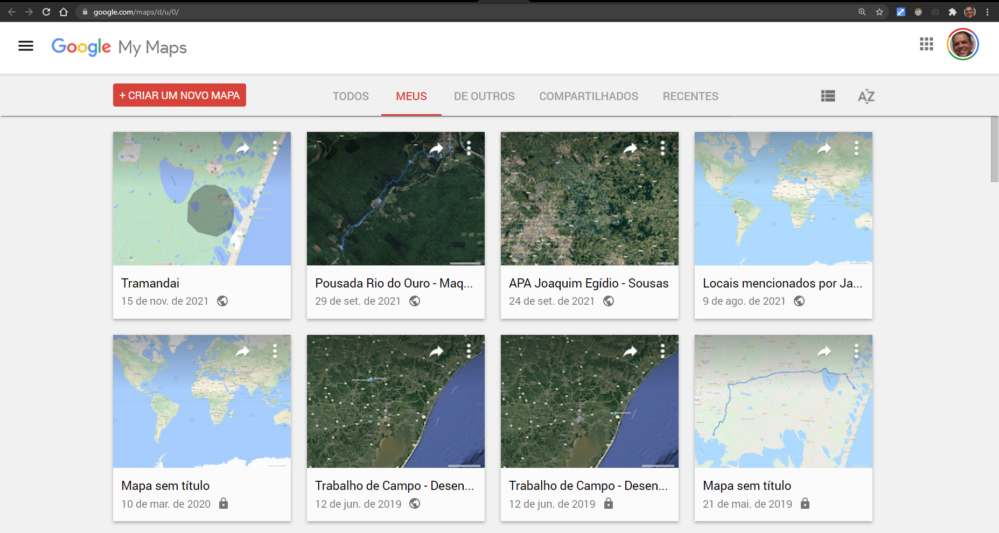 google.com/maps/d/u/0/
Google My Maps
+ CRIAR UM NOVO MAPA
TODOS
MEUS
DE OUTROS
COMPARTILHADOS
RECENTES
AZ
Tramandai
15 de nov. de 2021
Pousada Rio do Ouro - Maq...
29 de set. de 2021
APA Joaquim Egídio - Sousas
24 de set. de 2021
Locais mencionados por Ja...
9 de ago. de 2021
Mapa sem título
10 de mar. de 2020
Trabalho de Campo - Desen...
12 de jun. de 2019
Trabalho de Campo - Desen...
12 de jun. de 2019
Mapa sem título
21 de mai. de 2019